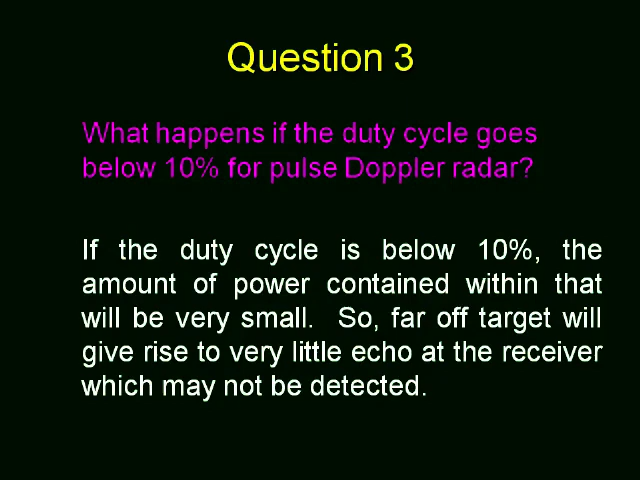 Question 3
What happens if the duty cycle goes
below 10% for pulse Doppler radar?
If the duty cycle is below 10%, the
amount of power contained within that
will be very small. So, far off target will
give rise to very little echo at the receiver
which may not be detected.